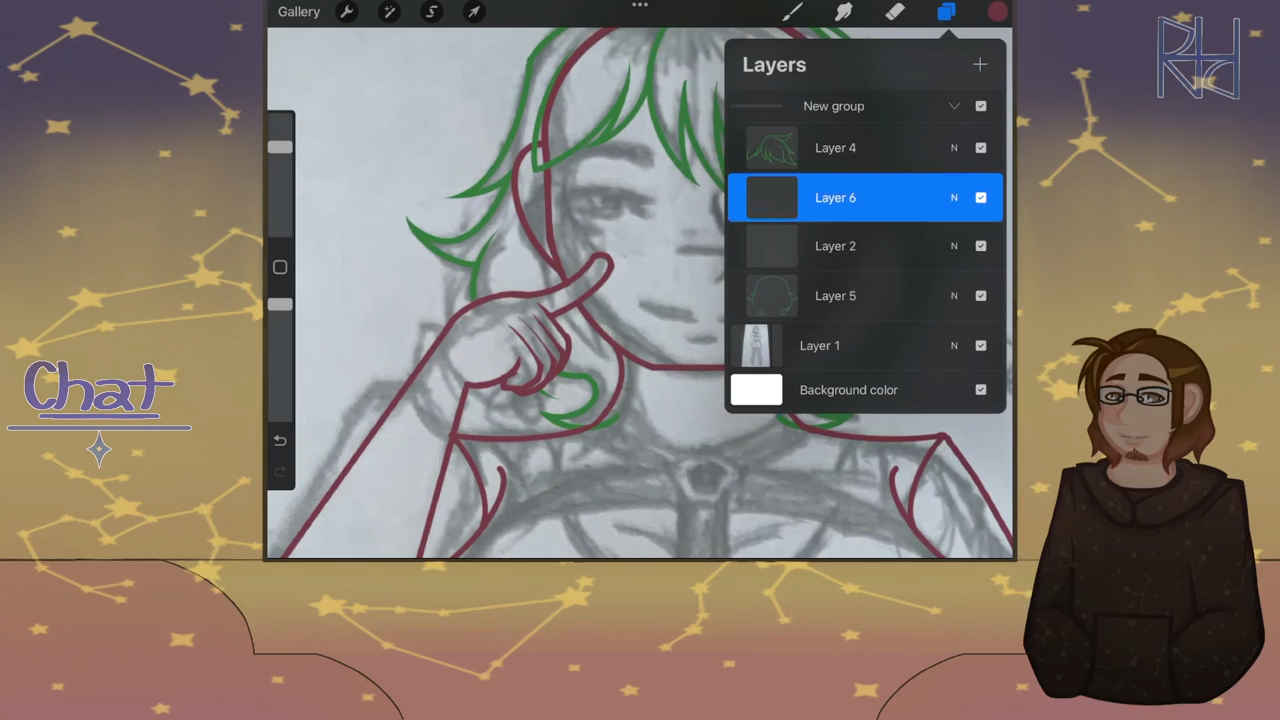 Gallery
Layers
New group
Layer 4 N
Layer 6 N
Layer 2 N
Layer 5 N
Layer 1 N
Background color
Chat